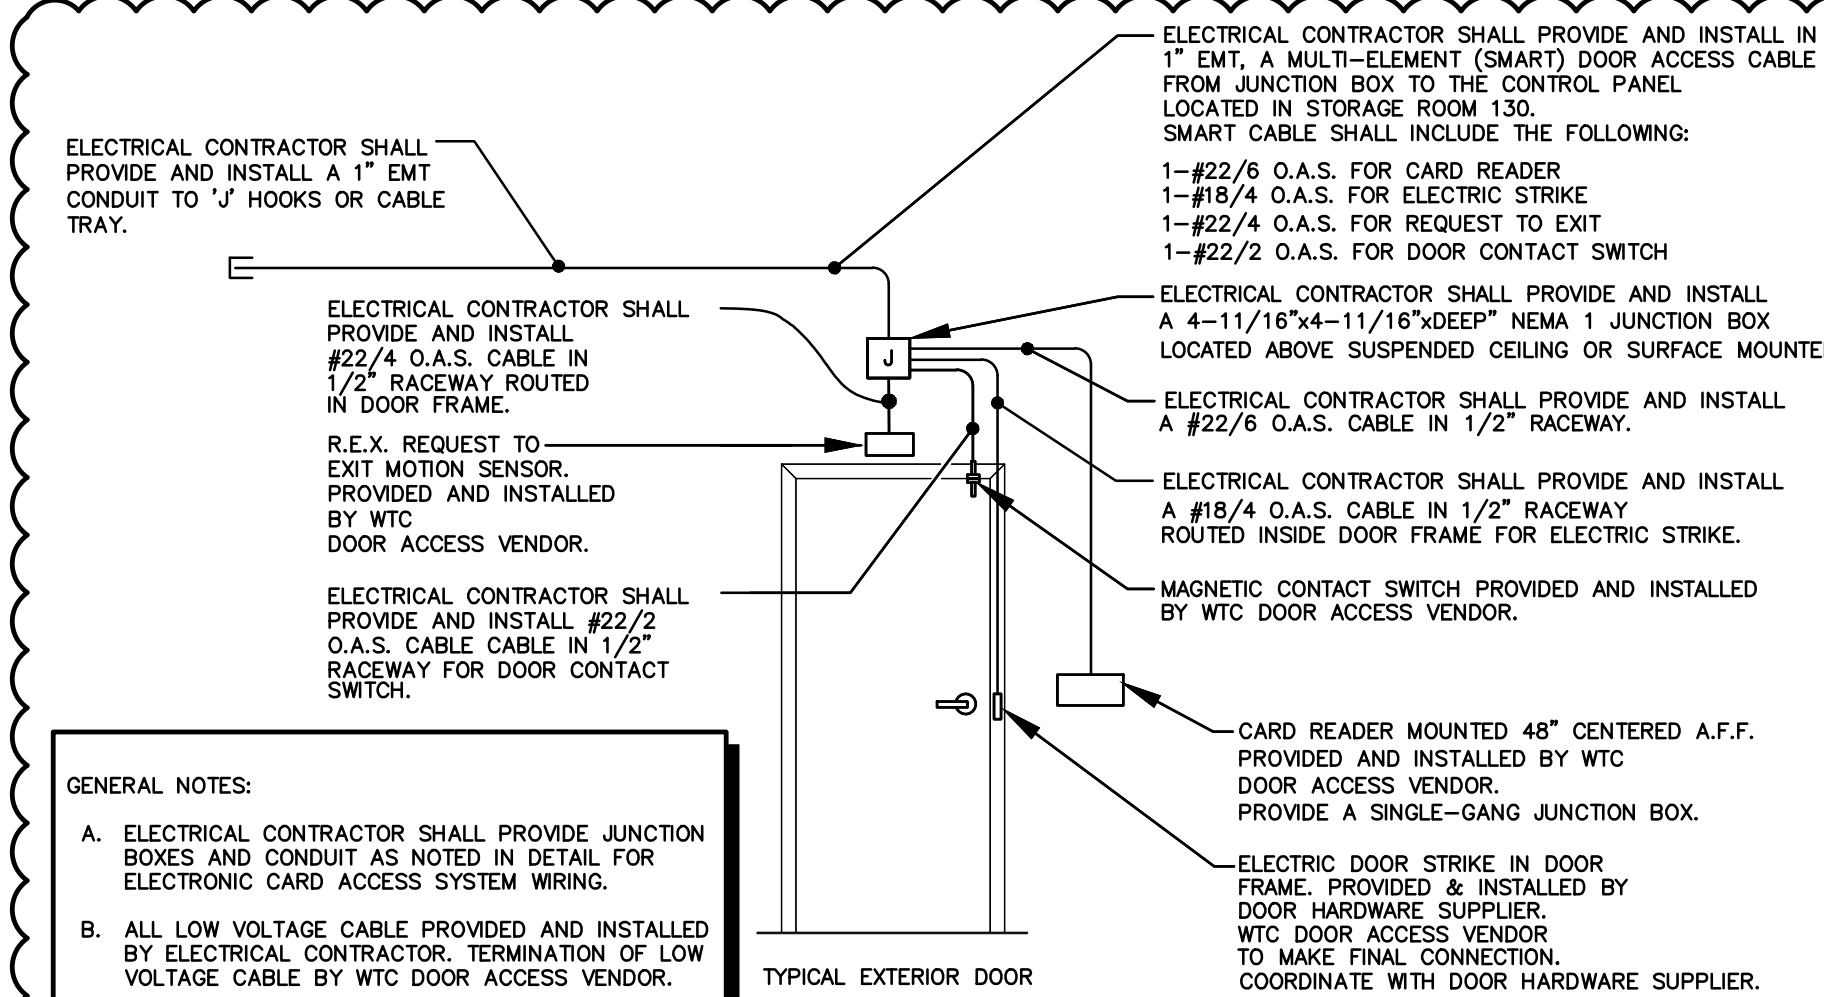 ELECTRICAL CONTRACTOR SHALL PROVIDE AND INSTALL IN
1" EMT, A MULTI-ELEMENT (SMART) DOOR ACCESS CABLE
FROM JUNCTION BOX TO THE CONTROL PANEL
LOCATED IN STORAGE ROOM 130.
SMART CABLE SHALL INCLUDE THE FOLLOWING:
1-#22/6 O.A.S. FOR CARD READER
1-#18/4 O.A.S. FOR ELECTRIC STRIKE
1-#22/4 O.A.S. FOR REQUEST TO EXIT
1-#22/2 O.A.S. FOR DOOR CONTACT SWITCH
ELECTRICAL CONTRACTOR SHALL
PROVIDE AND INSTALL A 1" EMT
CONDUIT TO 'J' HOOKS OR CABLE
TRAY.
ELECTRICAL CONTRACTOR SHALL
PROVIDE AND INSTALL
#22/4 O.A.S. CABLE IN
1/2" RACEWAY ROUTED
IN DOOR FRAME.
J
ELECTRICAL CONTRACTOR SHALL PROVIDE AND INSTALL
A 4-11/16"x4-11/16"xDEEP" NEMA 1 JUNCTION BOX
LOCATED ABOVE SUSPENDED CEILING OR SURFACE MOUNTE
ELECTRICAL CONTRACTOR SHALL PROVIDE AND INSTALL
A #22/6 O.A.S. CABLE IN 1/2" RACEWAY.
R.E.X. REQUEST TO
EXIT MOTION SENSOR.
PROVIDED AND INSTALLED
BY WTC
DOOR ACCESS VENDOR.
ELECTRICAL CONTRACTOR SHALL PROVIDE AND INSTALL
A #18/4 O.A.S. CABLE IN 1/2" RACEWAY
ROUTED INSIDE DOOR FRAME FOR ELECTRIC STRIKE.
MAGNETIC CONTACT SWITCH PROVIDED AND INSTALLED
BY WTC DOOR ACCESS VENDOR.
ELECTRICAL CONTRACTOR SHALL
PROVIDE AND INSTALL #22/2
O.A.S. CABLE CABLE IN 1/2"
RACEWAY FOR DOOR CONTACT
SWITCH.
CARD READER MOUNTED 48" CENTERED A.F.F.
PROVIDED AND INSTALLED BY WTC
DOOR ACCESS VENDOR.
PROVIDE A SINGLE-GANG JUNCTION BOX.
ELECTRIC DOOR STRIKE IN DOOR
FRAME. PROVIDED & INSTALLED BY
DOOR HARDWARE SUPPLIER.
WTC DOOR ACCESS VENDOR
TO MAKE FINAL CONNECTION.
COORDINATE WITH DOOR HARDWARE SUPPLIER.
GENERAL NOTES:
A. ELECTRICAL CONTRACTOR SHALL PROVIDE JUNCTION
BOXES AND CONDUIT AS NOTED IN DETAIL FOR
ELECTRONIC CARD ACCESS SYSTEM WIRING.
B. ALL LOW VOLTAGE CABLE PROVIDED AND INSTALLED
BY ELECTRICAL CONTRACTOR. TERMINATION OF LOW
VOLTAGE CABLE BY WTC DOOR ACCESS VENDOR.
TYPICAL EXTERIOR DOOR